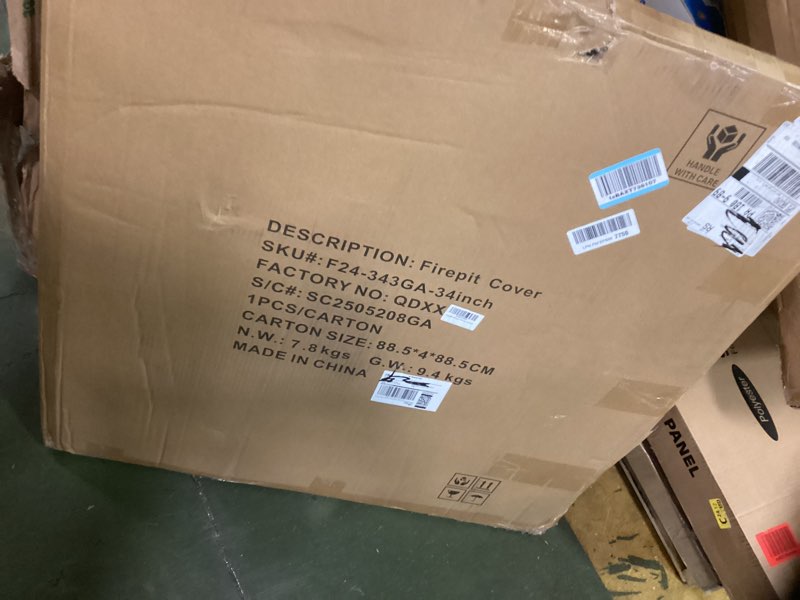 DESCRIPTION: Firepit Cover
SKU#: F24-343GA-34inch
FACTORY NO: QDXX
S/C#: SC2505208GA
1PCS/CARTON
CARTON SIZE: 88.5*4*88.5CM
N.W.: 7.8kgs G.W.: 9.4kgs
MADE IN CHINA
HANDLE
WITH CARE
Polyester
PANEL